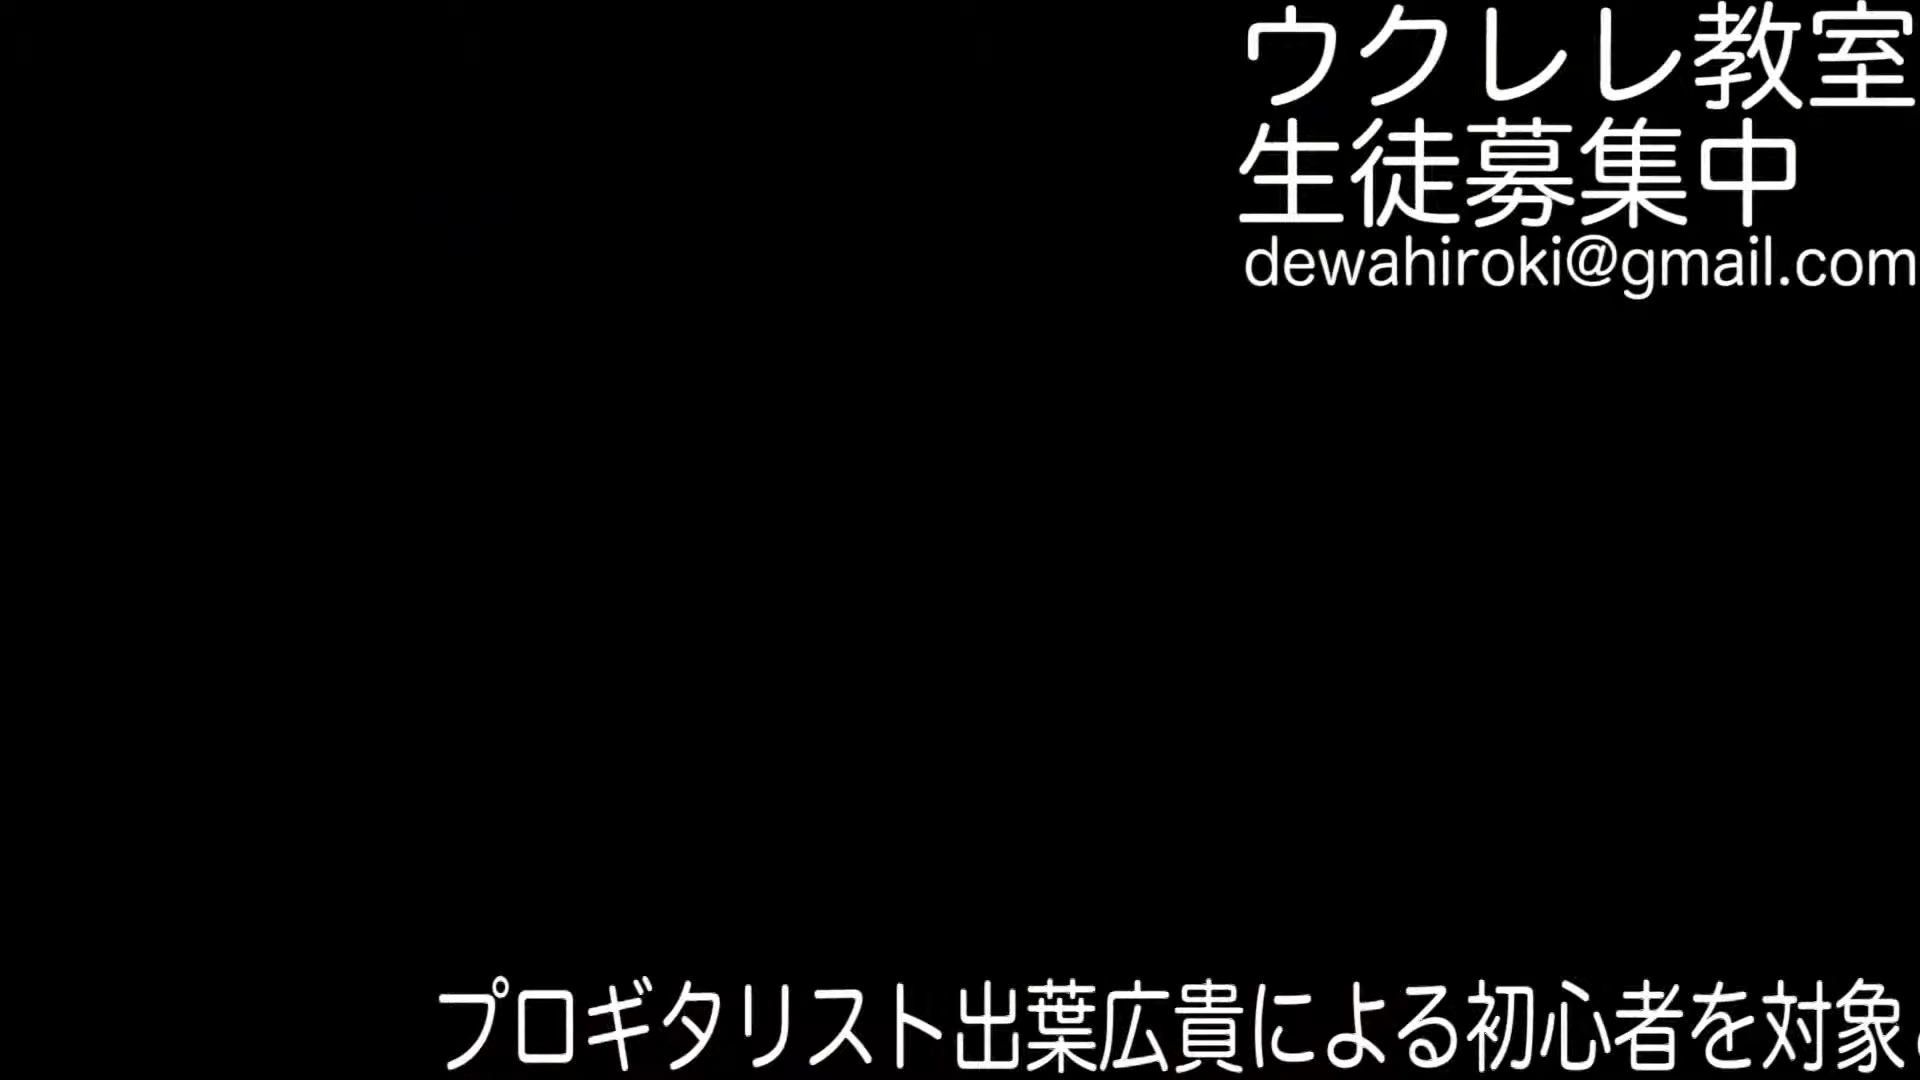 ウクレレ教室
生徒募集中
dewahiroki@gmail.com
プロギタリスト出葉広貴による初心者を対象